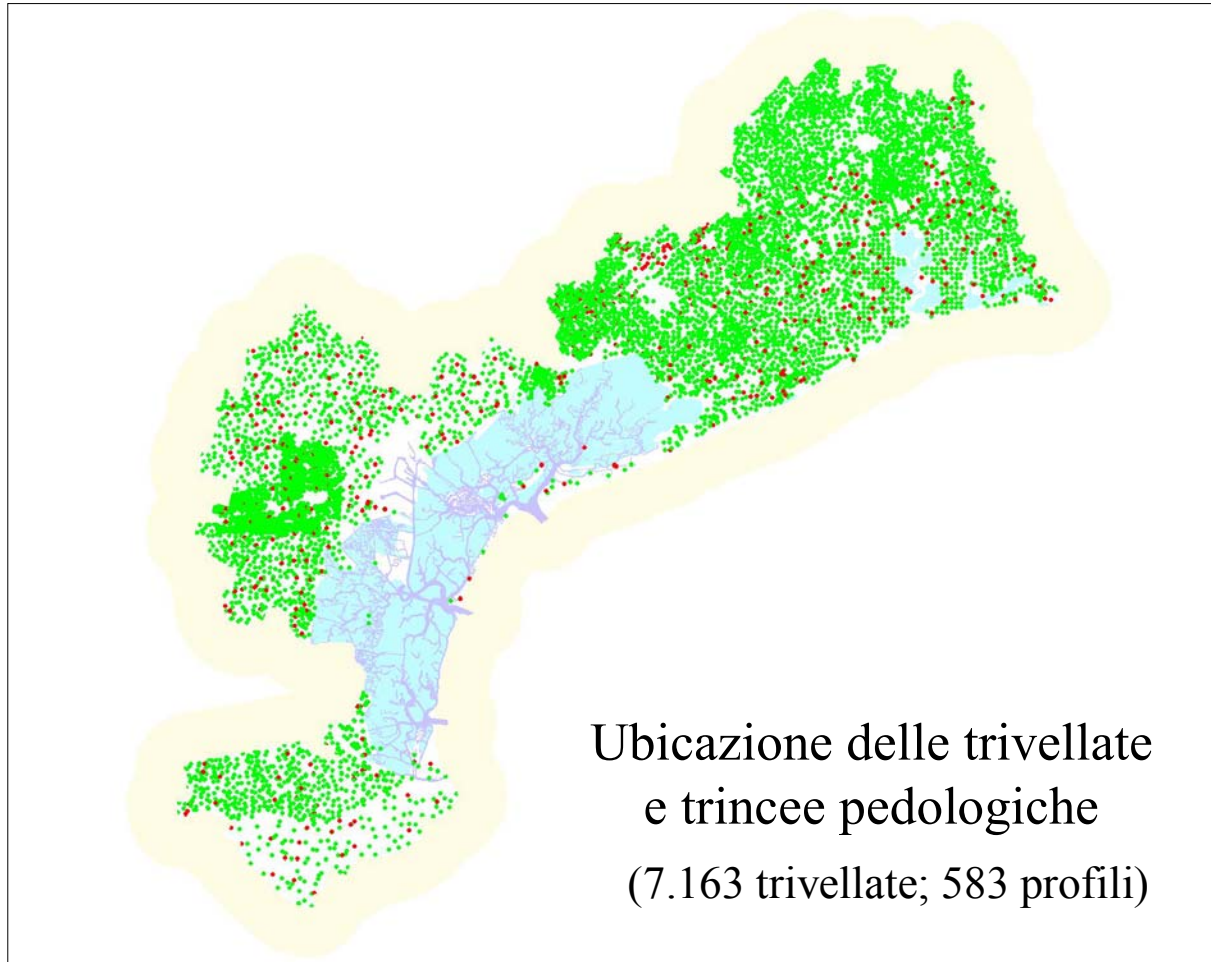 Ubicazione delle trivellate
e trincee pedologiche
(7.163 trivellate; 583 profili)